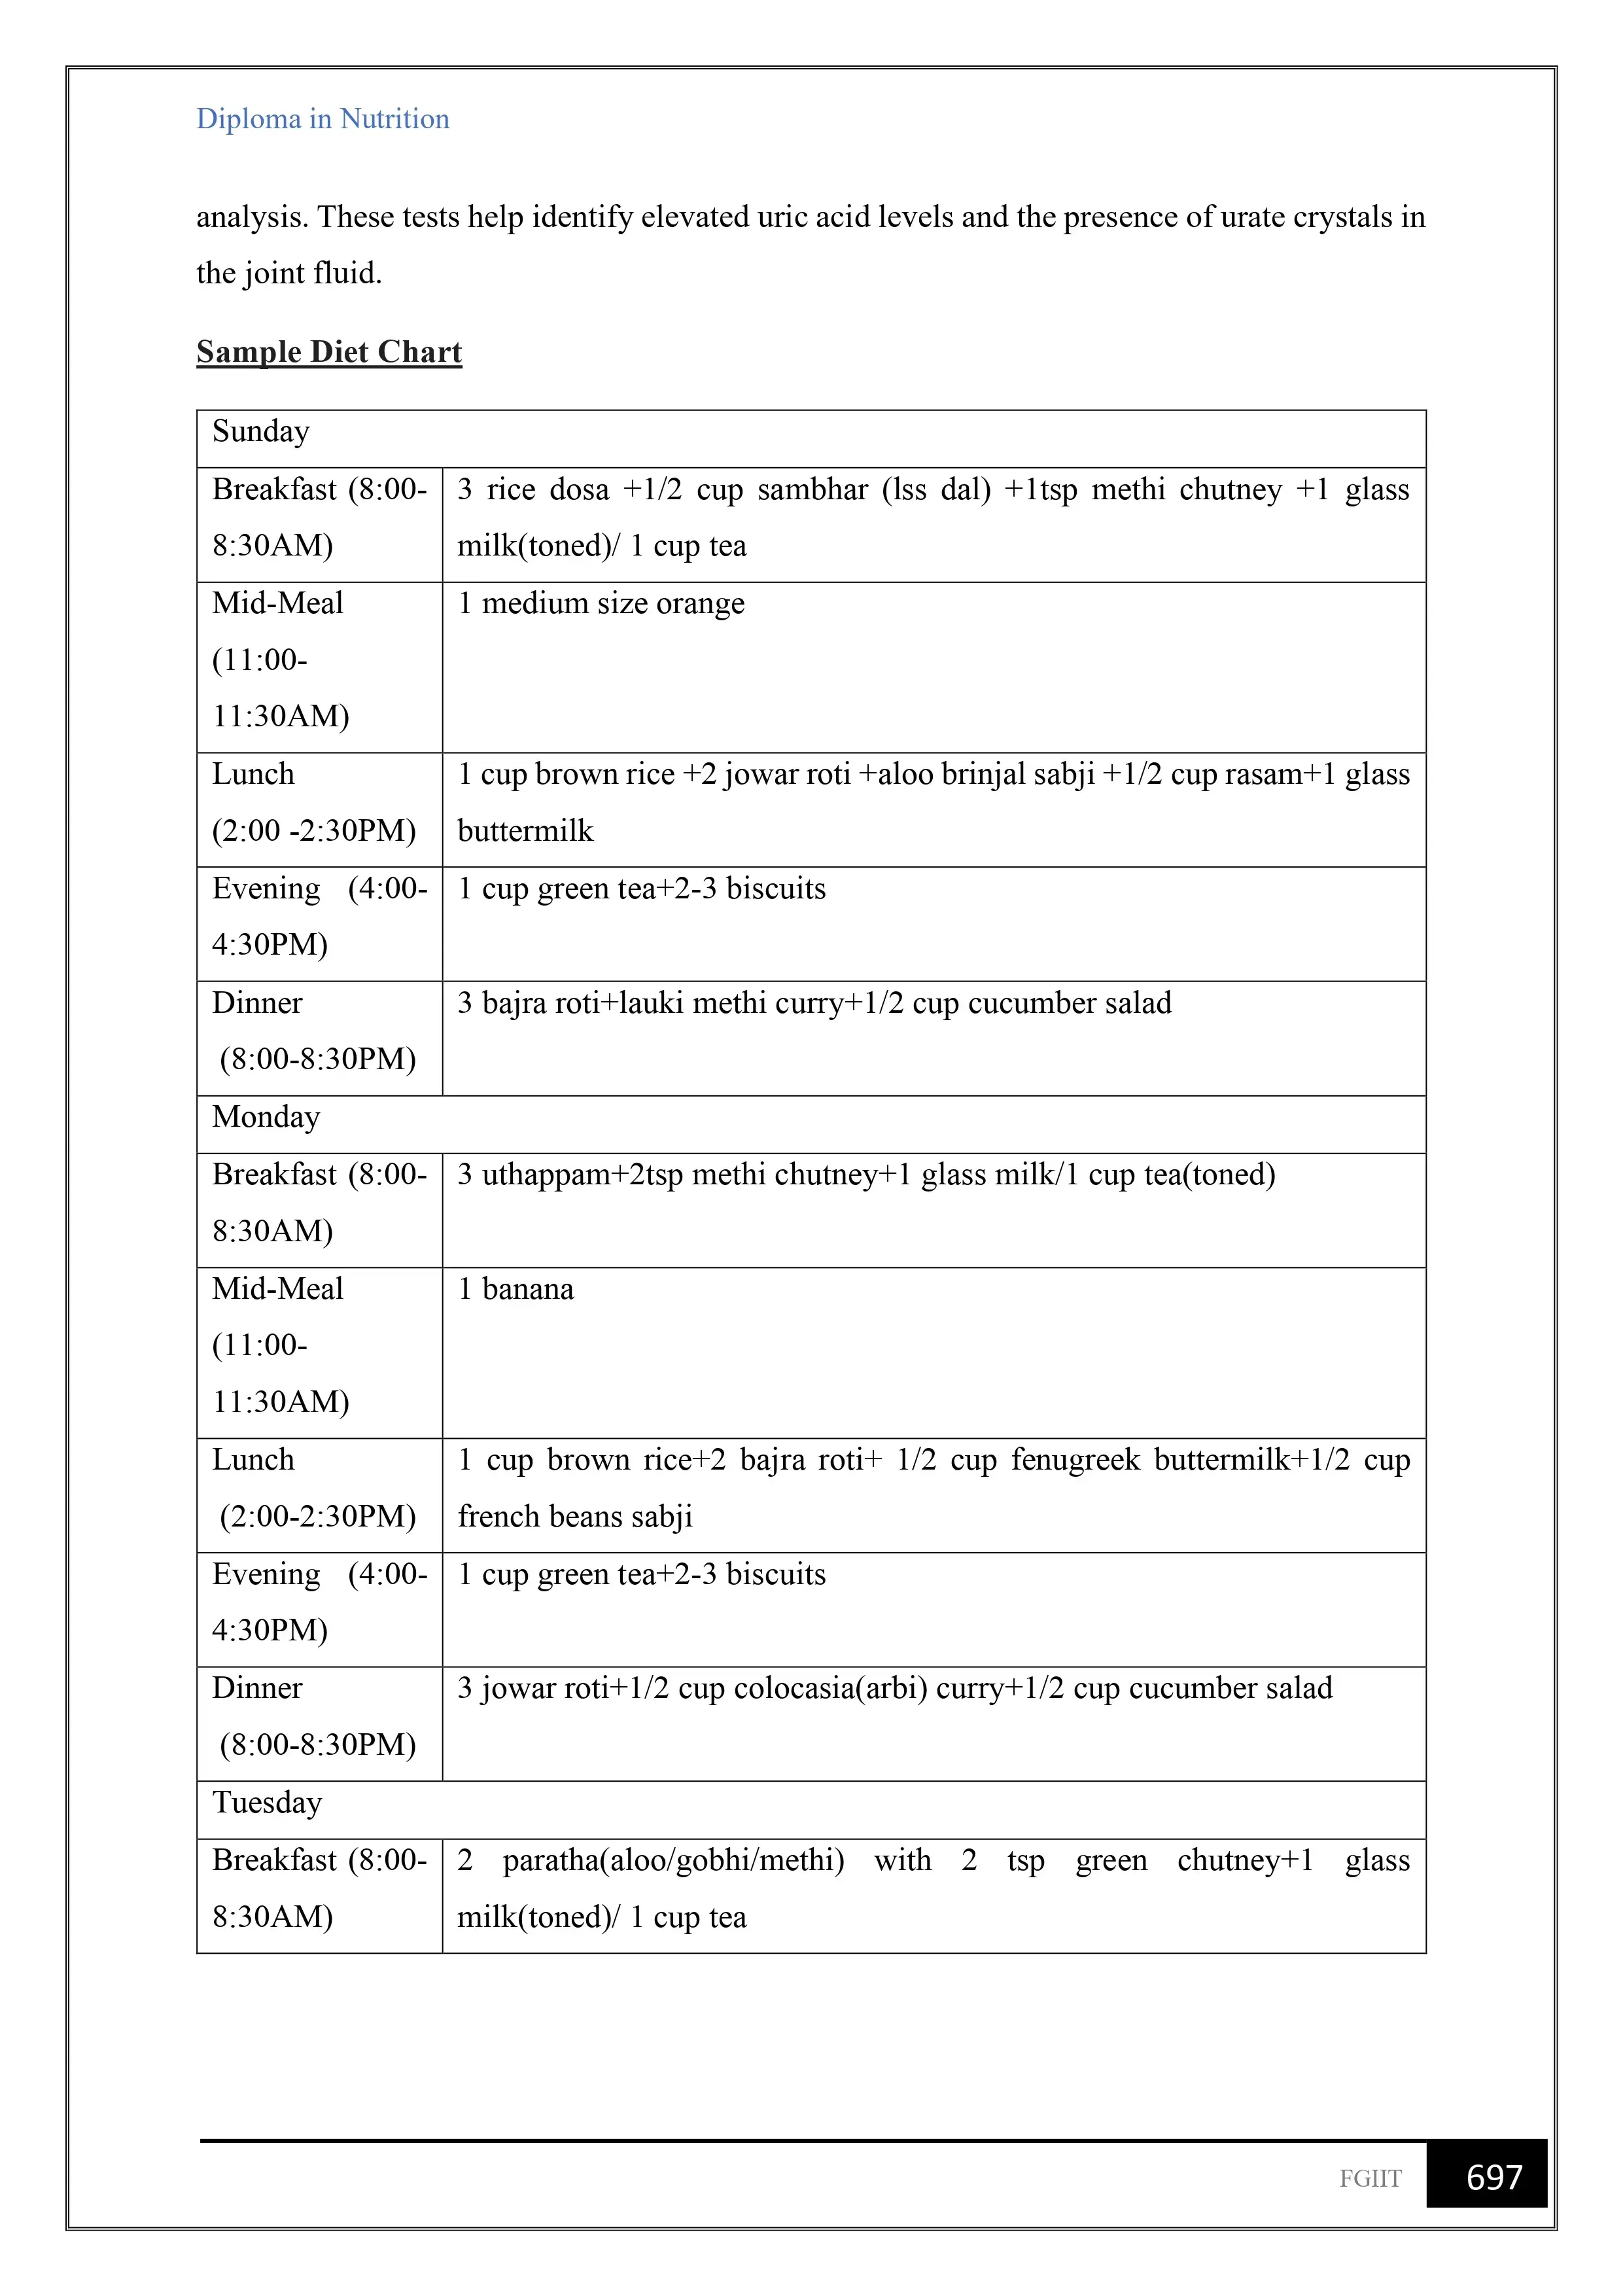 Diploma in Nutrition
analysis. These tests help identify elevated uric acid levels and the presence of urate crystals in
the joint fluid.
Sample Diet Chart
Sunday
Breakfast (8:00-
8:30AM)
3 rice dosa +1/2 cup sambhar (lss dal) +1tsp methi chutney +1 glass
milk(toned)/ 1 cup tea
Mid-Meal
(11:00-
11:30AM)
1 medium size orange
Lunch
(2:00 -2:30PM)
1 cup brown rice +2 jowar roti +aloo brinjal sabji +1/2 cup rasam+1 glass
buttermilk
Evening (4:00-
4:30PM)
1 cup green tea+2-3 biscuits
Dinner
(8:00-8:30PM)
3 bajra roti+lauki methi curry+1/2 cup cucumber salad
Monday
Breakfast (8:00-
8:30AM)
3 uthappam+2tsp methi chutney+1 glass milk/1 cup tea(toned)
Mid-Meal
(11:00-
11:30AM)
1 banana
Lunch
(2:00-2:30PM)
1 cup brown rice+2 bajra roti+ 1/2 cup fenugreek buttermilk+1/2 cup
french beans sabji
Evening (4:00-
4:30PM)
1 cup green tea+2-3 biscuits
Dinner
(8:00-8:30PM)
3 jowar roti+1/2 cup colocasia(arbi) curry+1/2 cup cucumber salad
Tuesday
Breakfast (8:00-
8:30AM)
2 paratha(aloo/gobhi/methi) with 2 tsp green chutney+1 glass
milk(toned)/ 1 cup tea
FGIIT
697